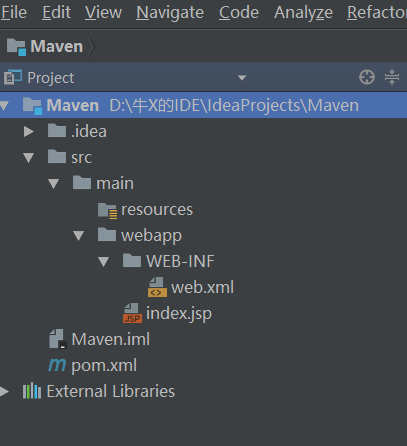 File Edit View Navigate Code Analyze Refactor
Maven
Project
Maven D:\牛X的IDE\IdeaProjects\Maven
.idea
src
main
resources
webapp
WEB-INF
web.xml
index.jsp
Maven.iml
pom.xml
External Libraries